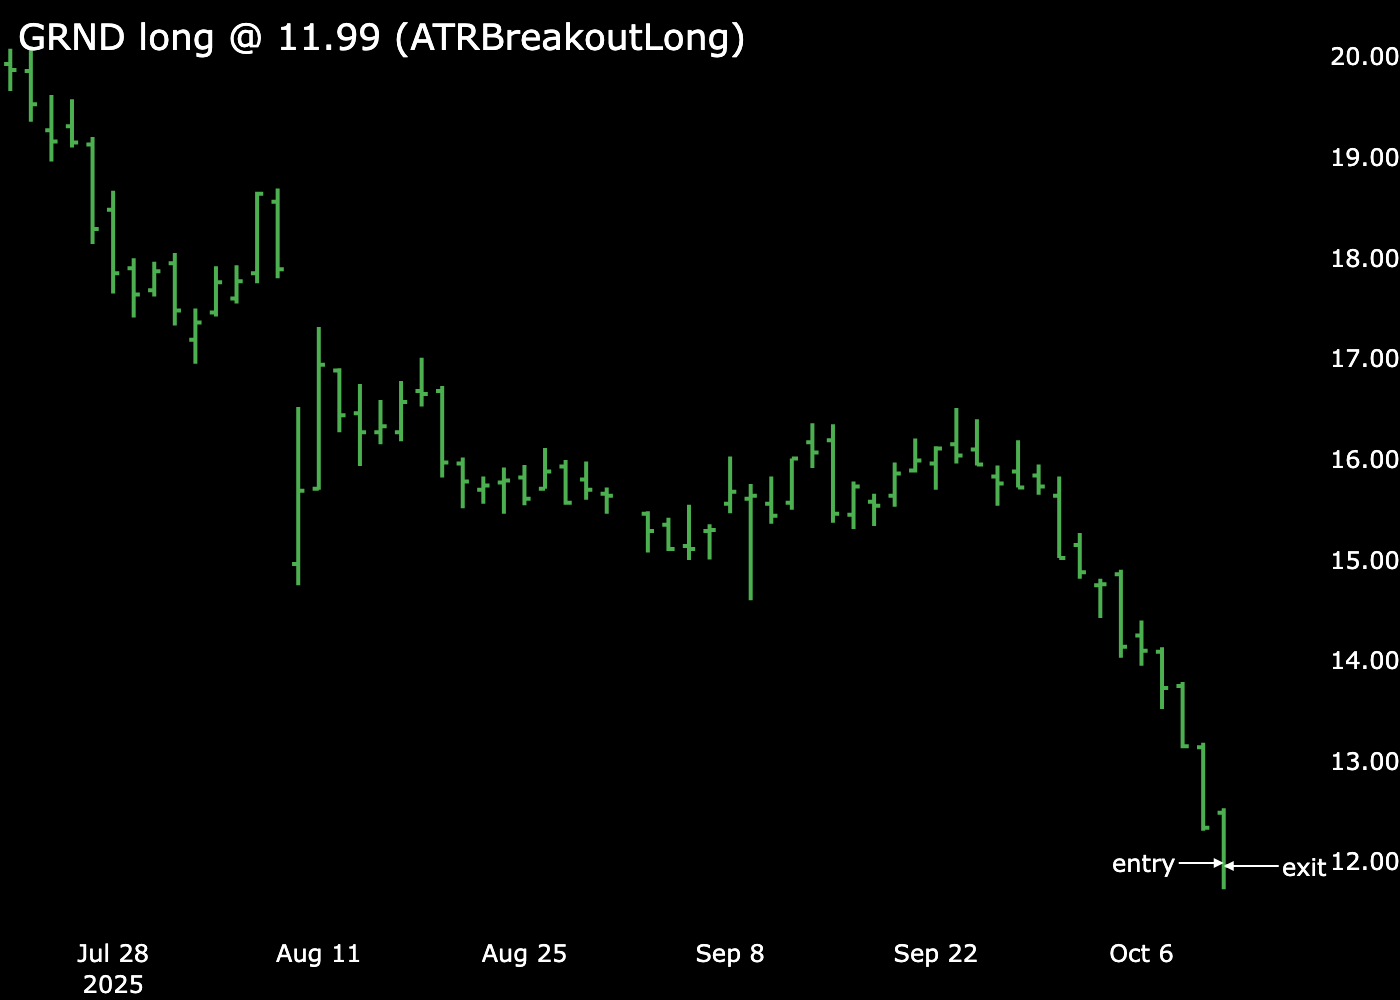 GRND long @ 11.99 (ATRBreakoutLong)
20.00
19.00
18.00
17.00
16.00
15.00
14.00
13.00
12.00
entry
exit
Jul 28
2025
Aug 11
Aug 25
Sep 8
Sep 22
Oct 6